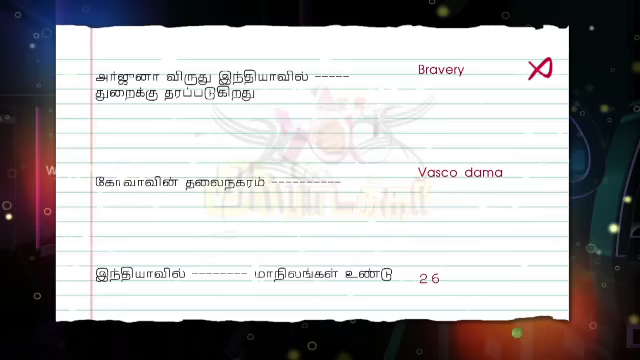 அர்ஜுனா விருது இந்தியாவில் -----
துறைக்கு தரப்படுகிறது
Bravery
கோவாவின் தலைநகரம் ----------
Vasco dama
இந்தியாவில் -------- மாநிலங்கள் உண்டு
26